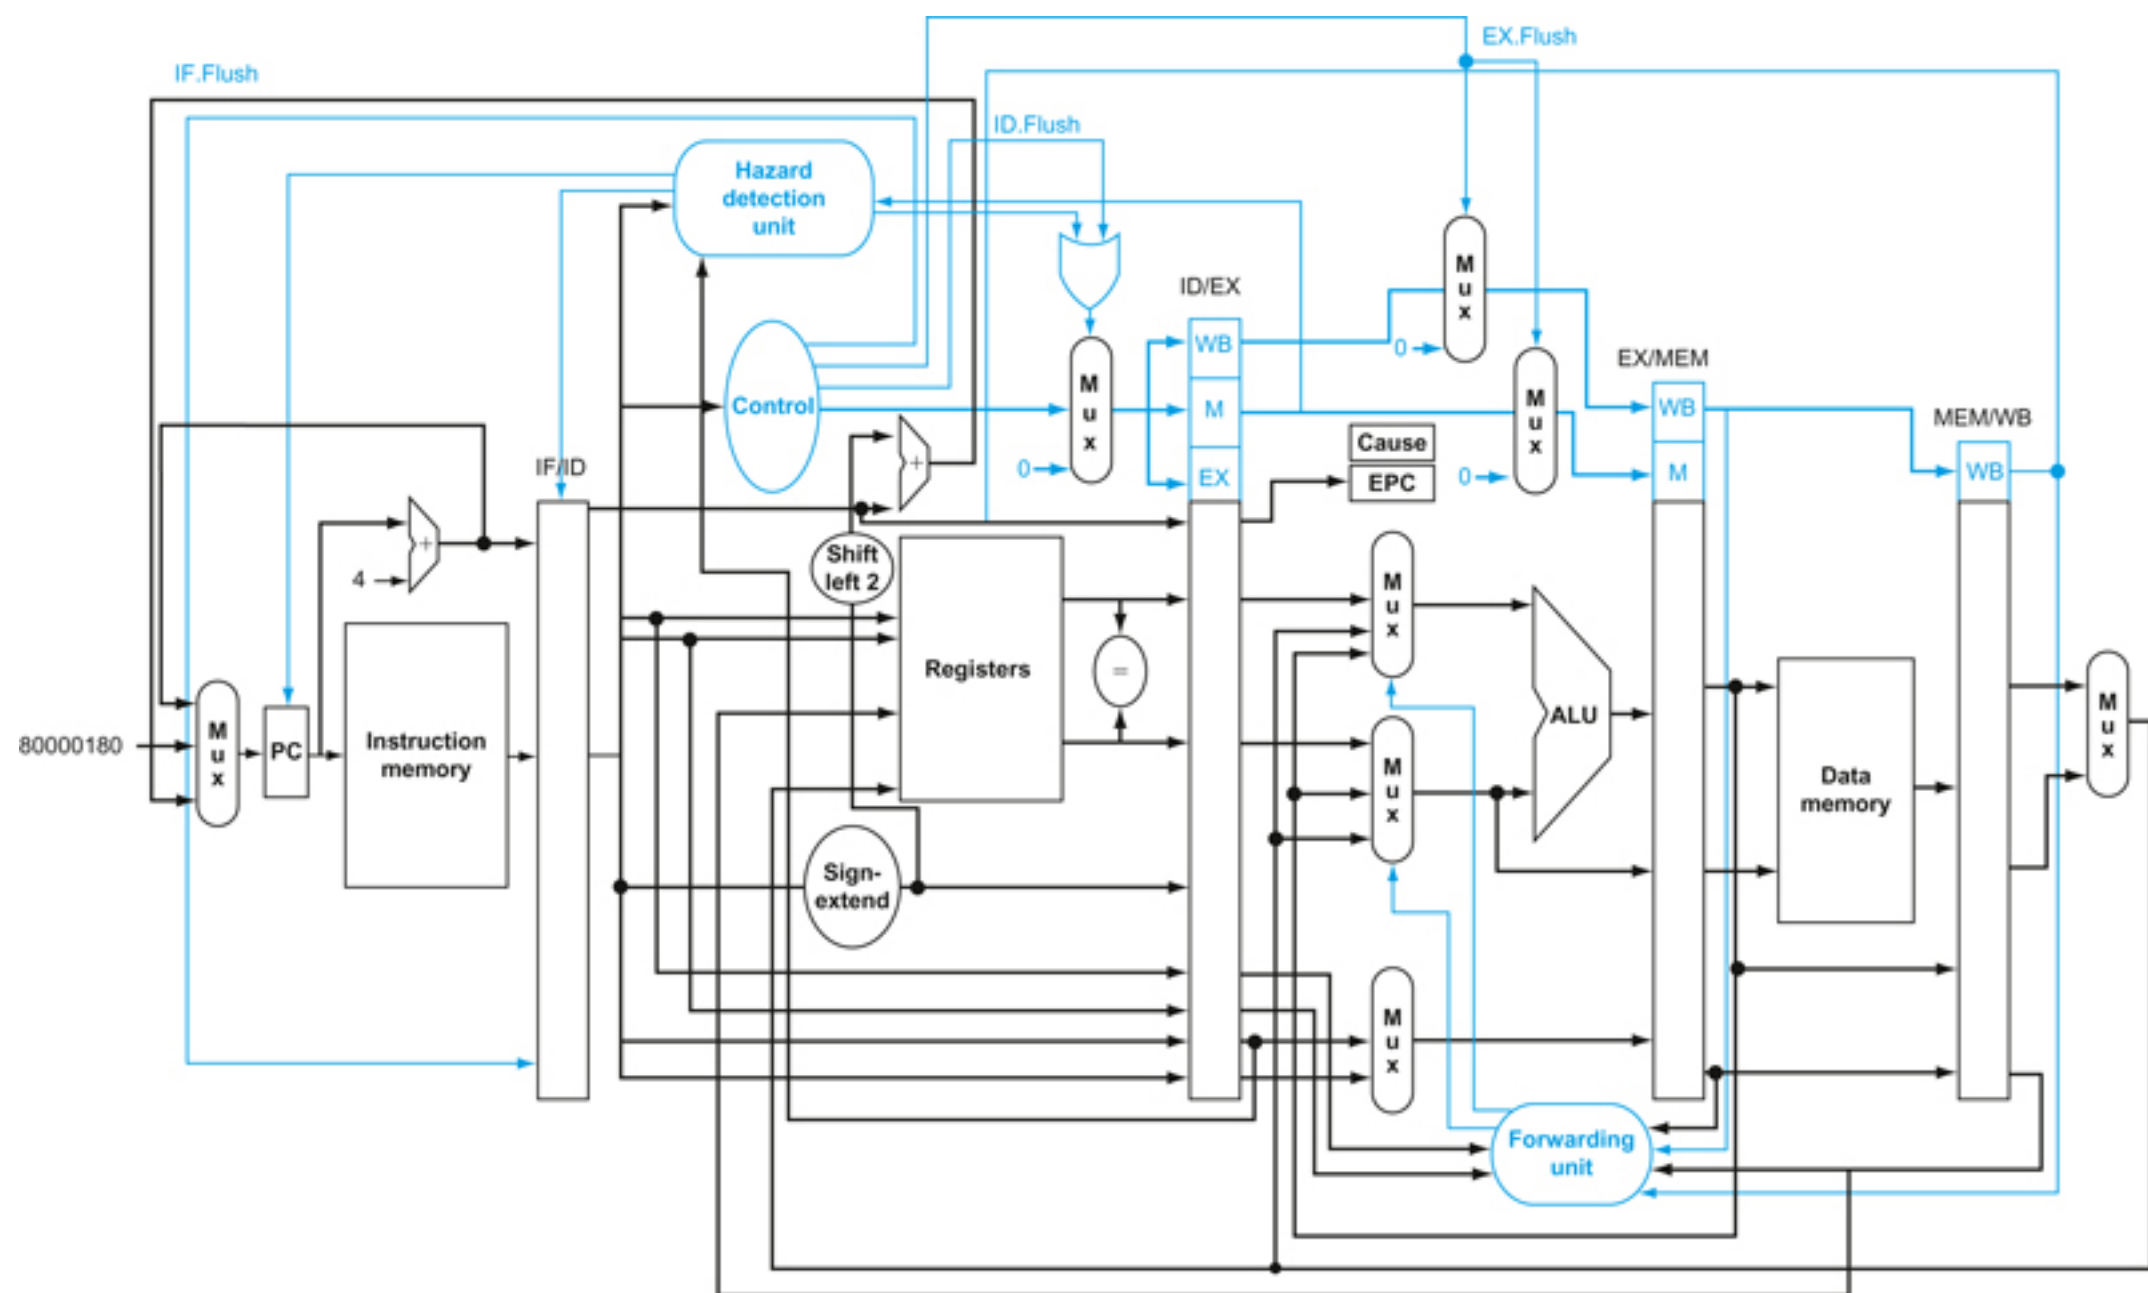 EX.Flush
IF.Flush
ID.Flush
Hazard
detection
unit
M
u
x
ID/EX
WB
0
EX/MEM
M
u
x
M
u
x
Control
M
WB
MEM/WB
Cause
+
0
EX
EPC
0
M
WB
IF/ID
+
4
Shift
left 2
M
u
x
Registers
=
M
u
x
80000180
PC
Instruction
memory
ALU
M
u
x
M
u
x
Data
memory
Sign-
extend
M
u
x
Forwarding
unit